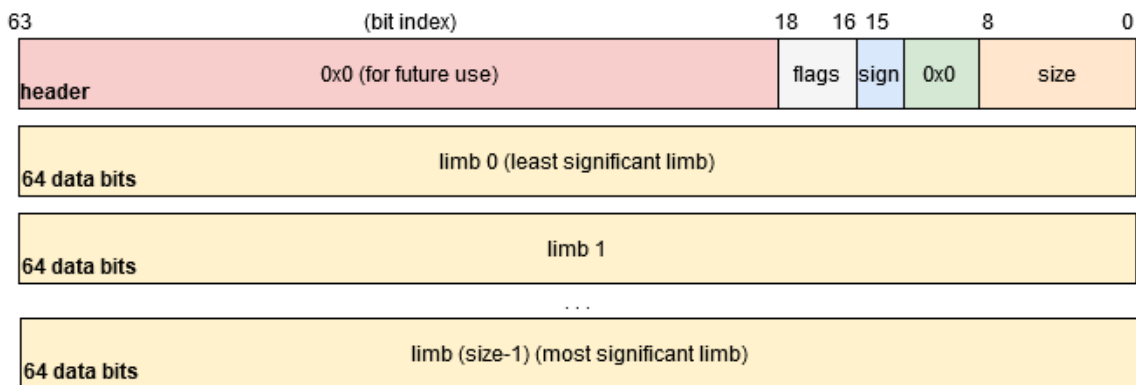 63 (bit index) 18 16 15 8 0
0x0 (for future use) flags sign 0x0 size
header
limb 0 (least significant limb)
64 data bits
limb 1
64 data bits
...
limb (size-1) (most significant limb)
64 data bits